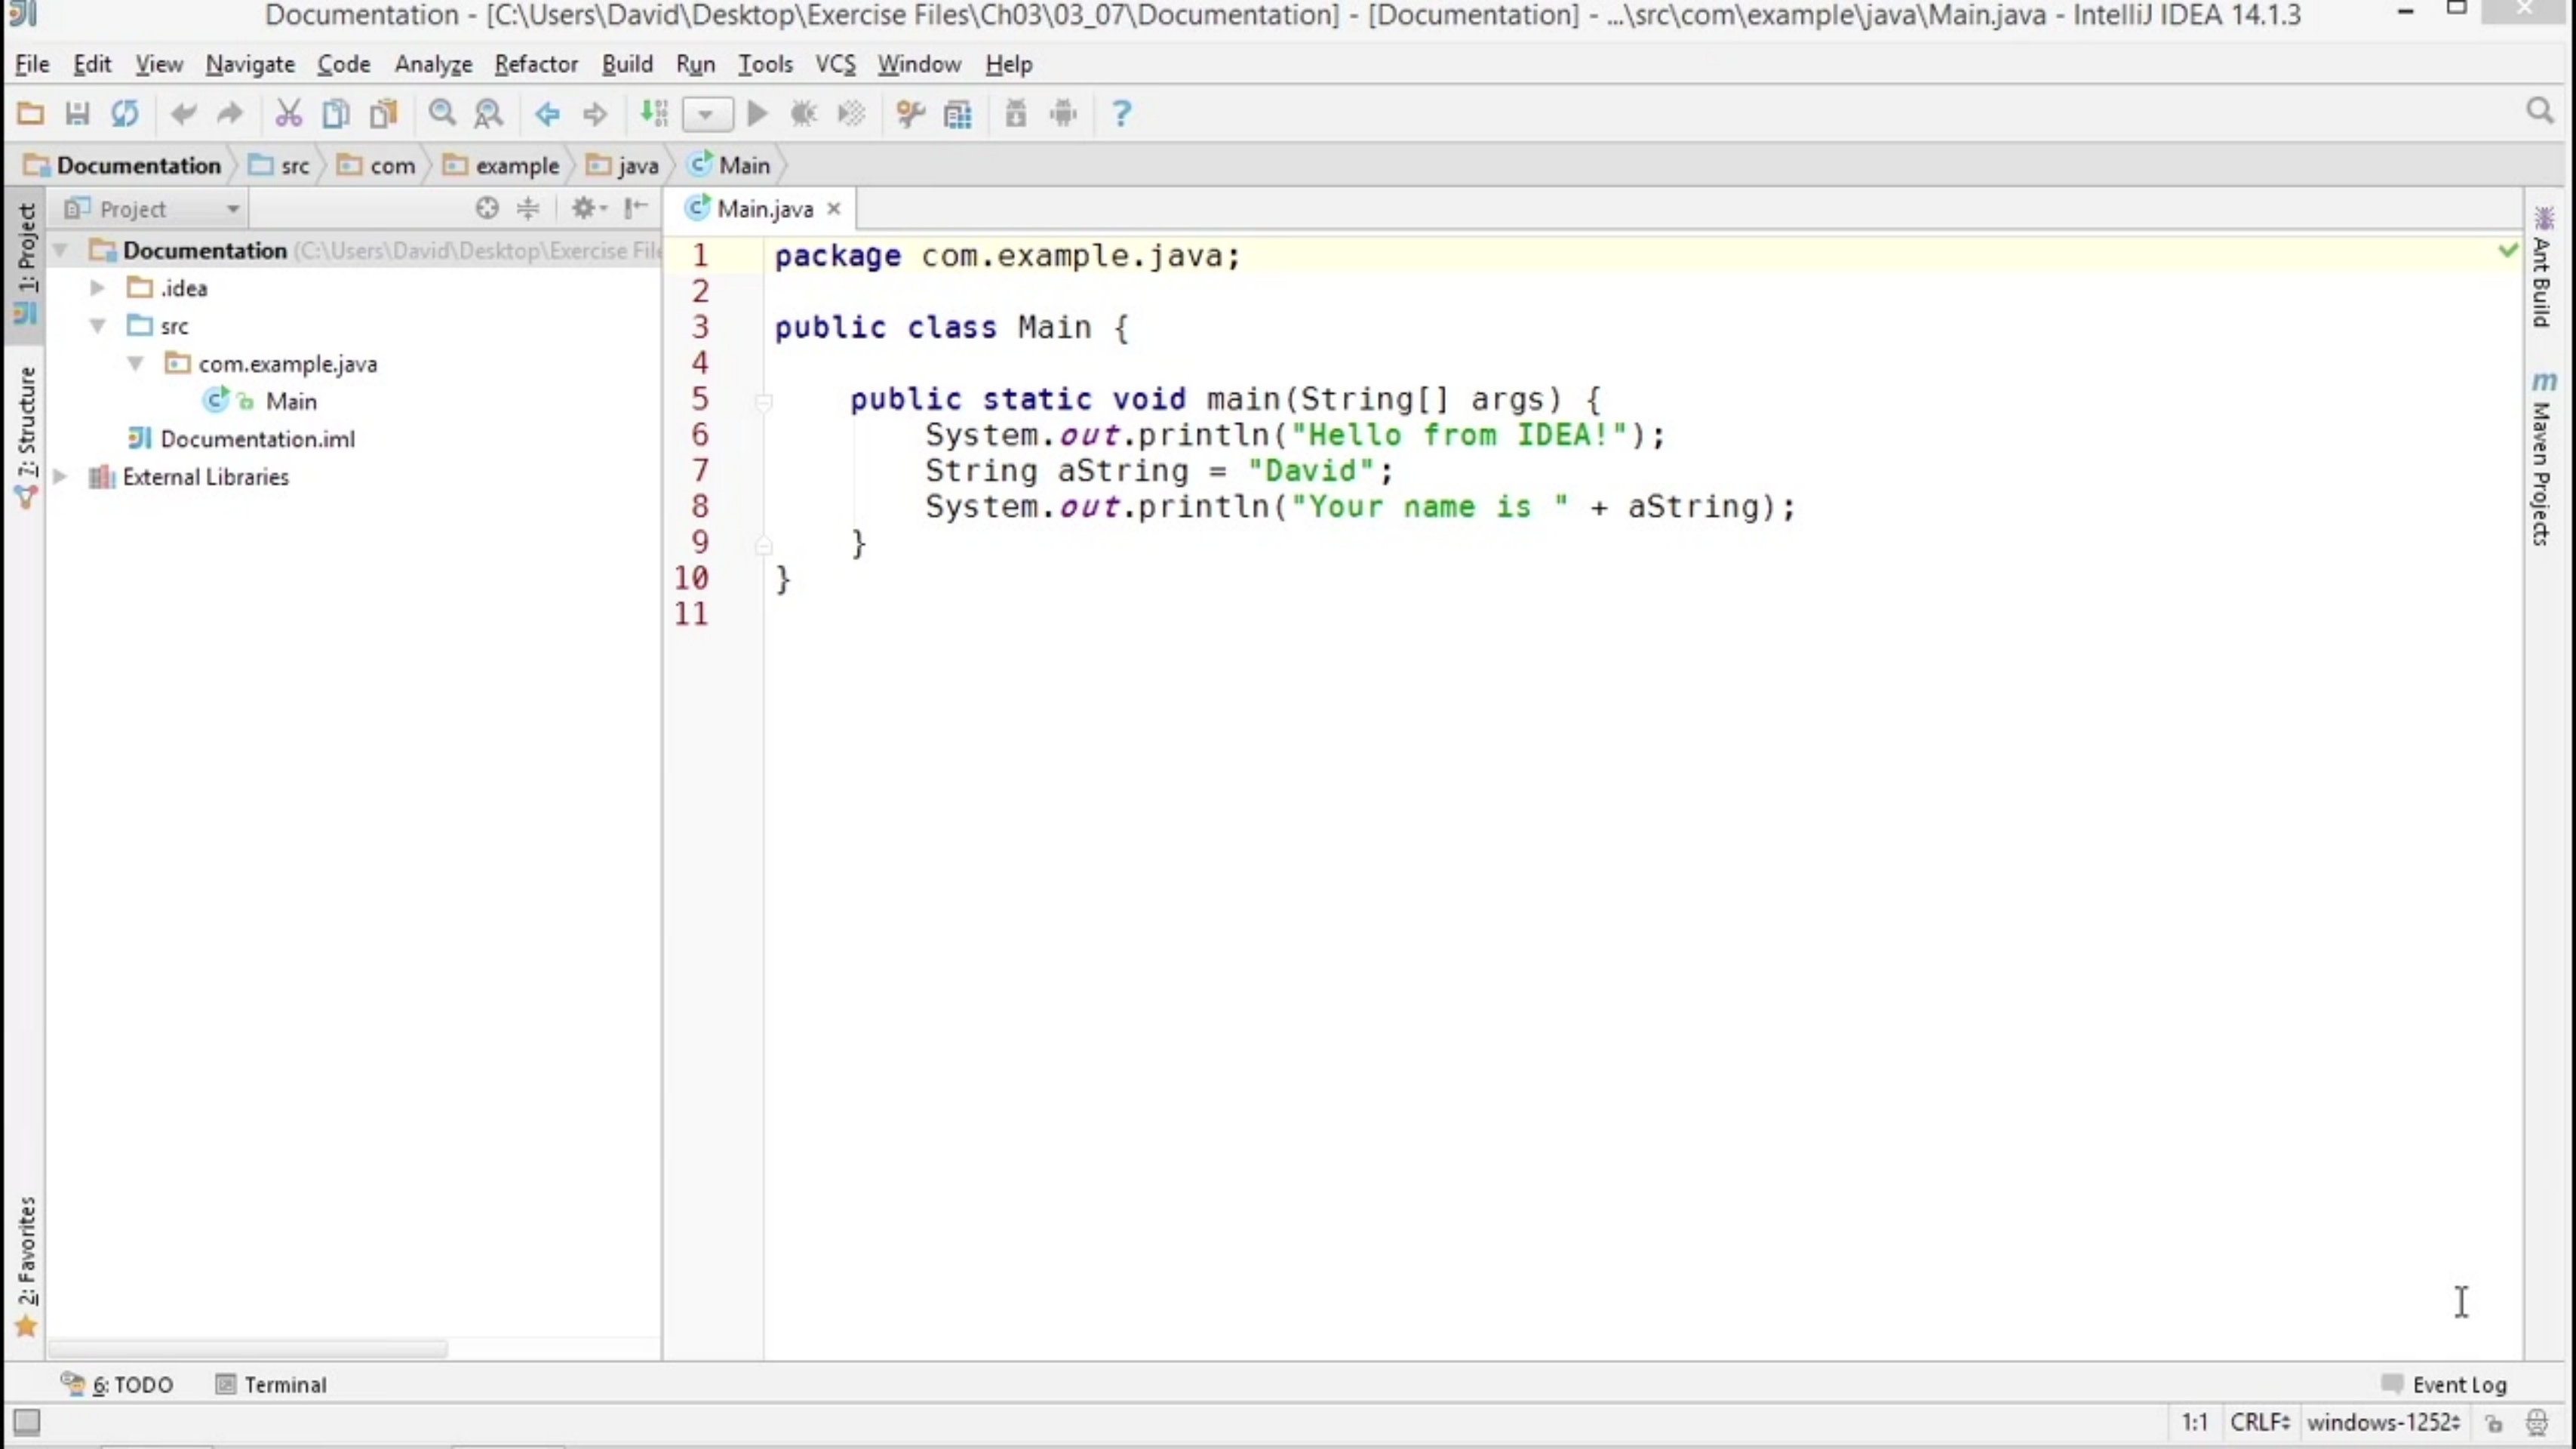 Documentation - [C:\Users\David\Desktop\Exercise Files\Ch03\03_07\Documentation] - [Documentation] - ...\src\com\example\java\Main.java - IntelliJ IDEA 14.1.3
File Edit View Navigate Code Analyze Refactor Build Run Tools VCS Window Help
Documentation src com example java Main
1: Project
7: Structure
2: Favorites
Project
Documentation (C:\Users\David\Desktop\Exercise File
.idea
src
com.example.java
Main
Documentation.iml
External Libraries
Main.java
1 package com.example.java;
2
3 public class Main {
4
5 public static void main(String[] args) {
6 System.out.println("Hello from IDEA!");
7 String aString = "David";
8 System.out.println("Your name is " + aString);
9 }
10 }
11
Ant Build
Maven Projects
6: TODO Terminal Event Log
1:1 CRLF windows-1252